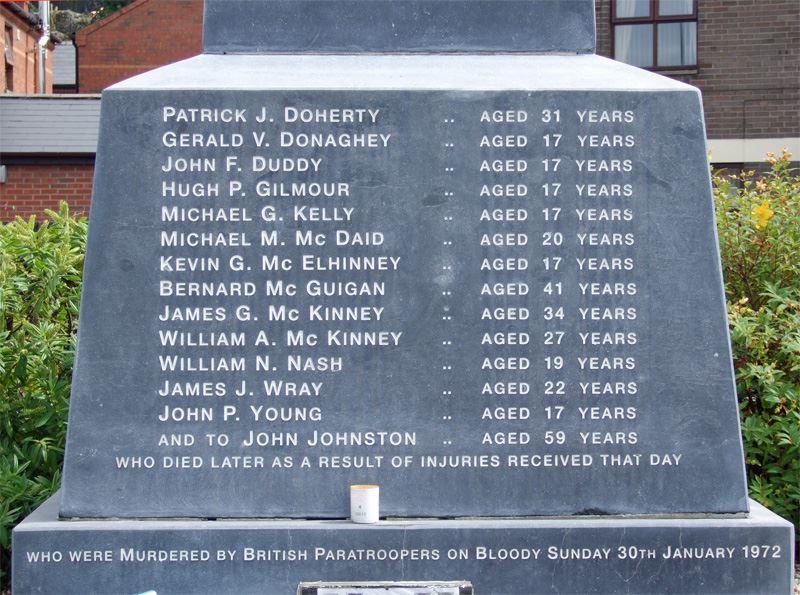 PATRICK J. DOHERTY .. AGED 31 YEARS
GERALD V. DONAGHEY .. AGED 17 YEARS
JOHN F. DUDDY .. AGED 17 YEARS
HUGH P. GILMOUR .. AGED 17 YEARS
MICHAEL G. KELLY .. AGED 17 YEARS
MICHAEL M. MC DAID .. AGED 20 YEARS
KEVIN G. MC ELHINNEY .. AGED 17 YEARS
BERNARD MC GUIGAN .. AGED 41 YEARS
JAMES G. MC KINNEY .. AGED 34 YEARS
WILLIAM A. MC KINNEY .. AGED 27 YEARS
WILLIAM N. NASH .. AGED 19 YEARS
JAMES J. WRAY .. AGED 22 YEARS
JOHN P. YOUNG .. AGED 17 YEARS
AND TO JOHN JOHNSTON .. AGED 59 YEARS
WHO DIED LATER AS A RESULT OF INJURIES RECEIVED THAT DAY
WHO WERE MURDERED BY BRITISH PARATROOPERS ON BLOODY SUNDAY 30TH JANUARY 1972